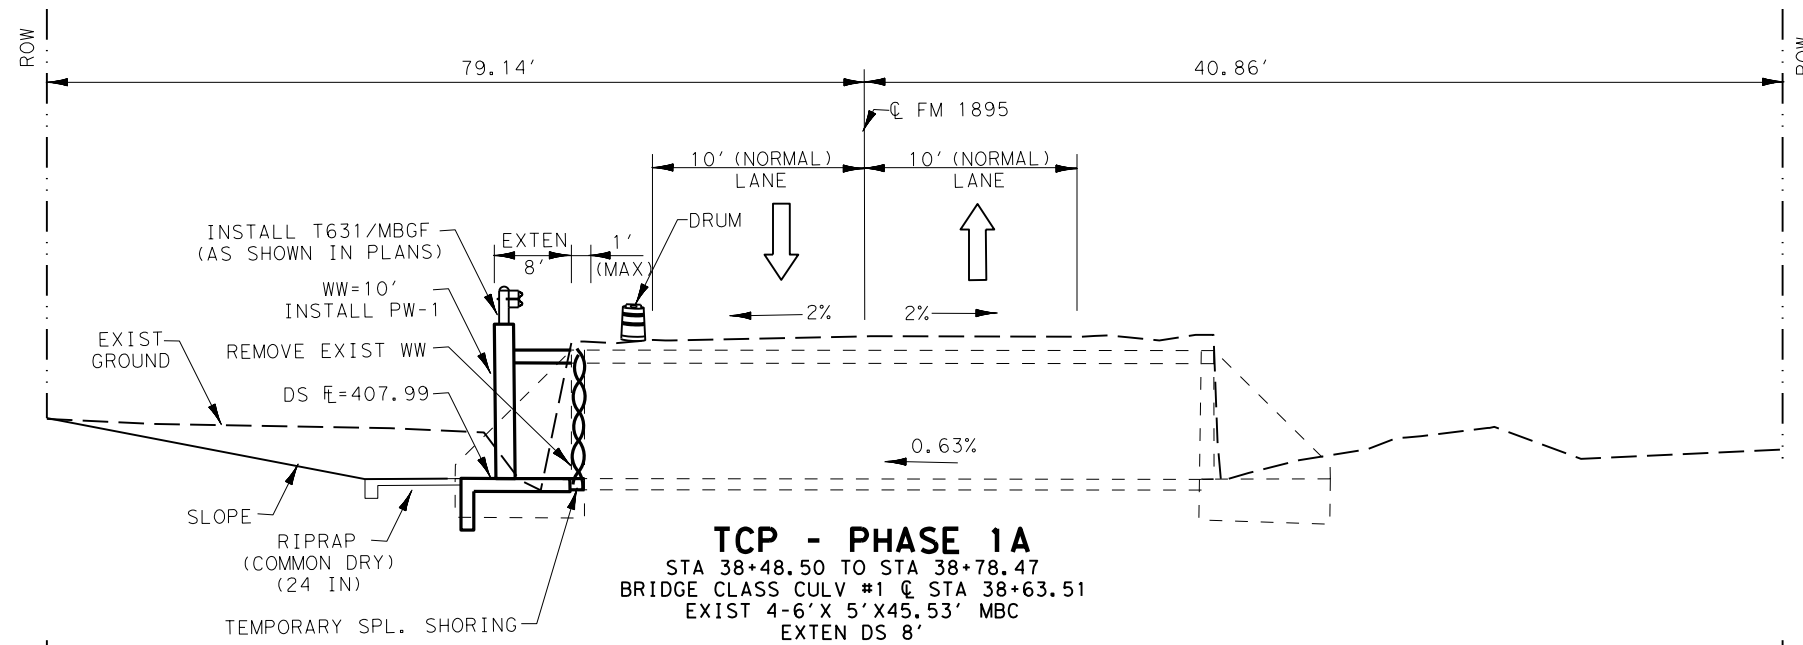 ROW
79.14'
40.86'
ROW
℄ FM 1895
10' (NORMAL)
LANE
10' (NORMAL)
LANE
DRUM
INSTALL T631/MBGF
(AS SHOWN IN PLANS)
EXTEN
8'
1'
(MAX)
WW=10'
INSTALL PW-1
2%
2%
EXIST
GROUND
REMOVE EXIST WW
DS FL=407.99
0.63%
SLOPE
RIPRAP
(COMMON DRY)
(24 IN)
TEMPORARY SPL. SHORING
TCP - PHASE 1A
STA 38+48.50 TO STA 38+78.47
BRIDGE CLASS CULV #1 ℄ STA 38+63.51
EXIST 4-6'X 5'X45.53' MBC
EXTEN DS 8'